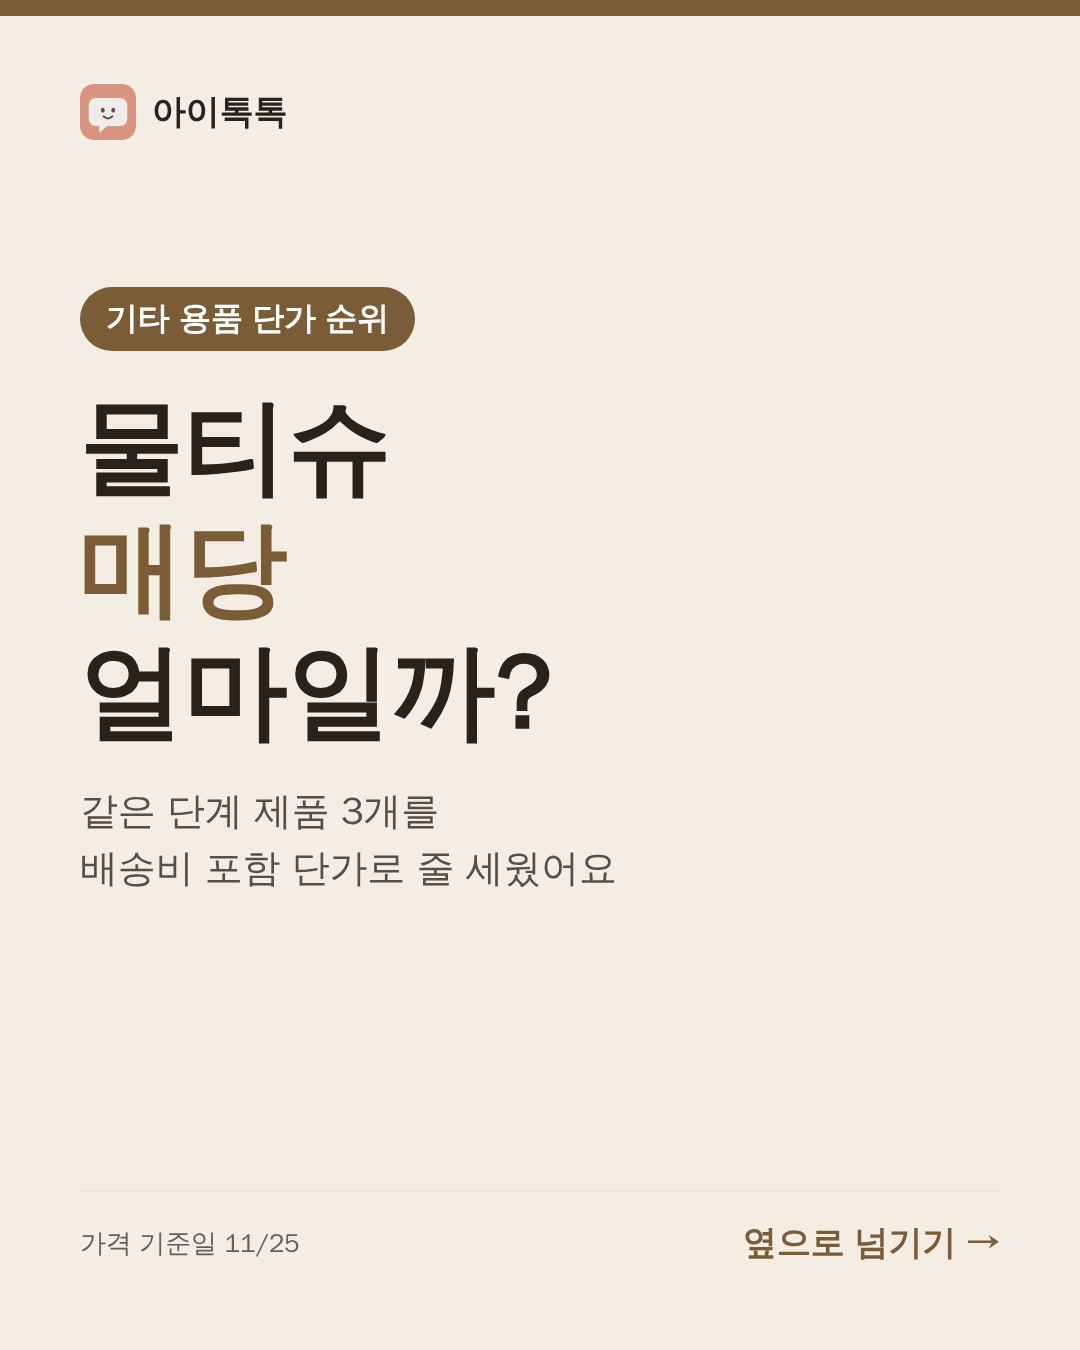 아이톡톡
기타 용품 단가 순위
물티슈
매당
얼마일까?
같은 단계 제품 3개를
배송비 포함 단가로 줄 세웠어요
가격 기준일 11/25
옆으로 넘기기 →